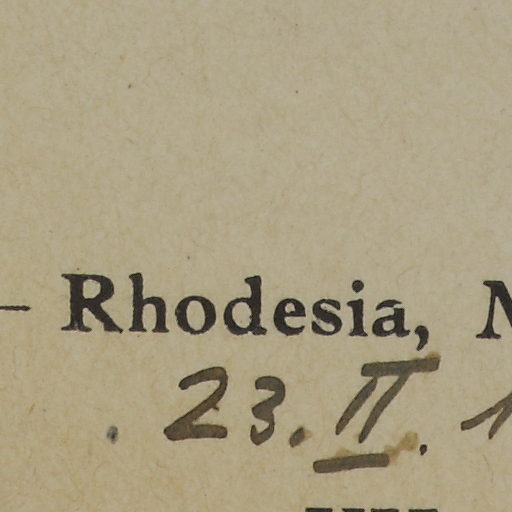 — Rhodesia,
23. II.